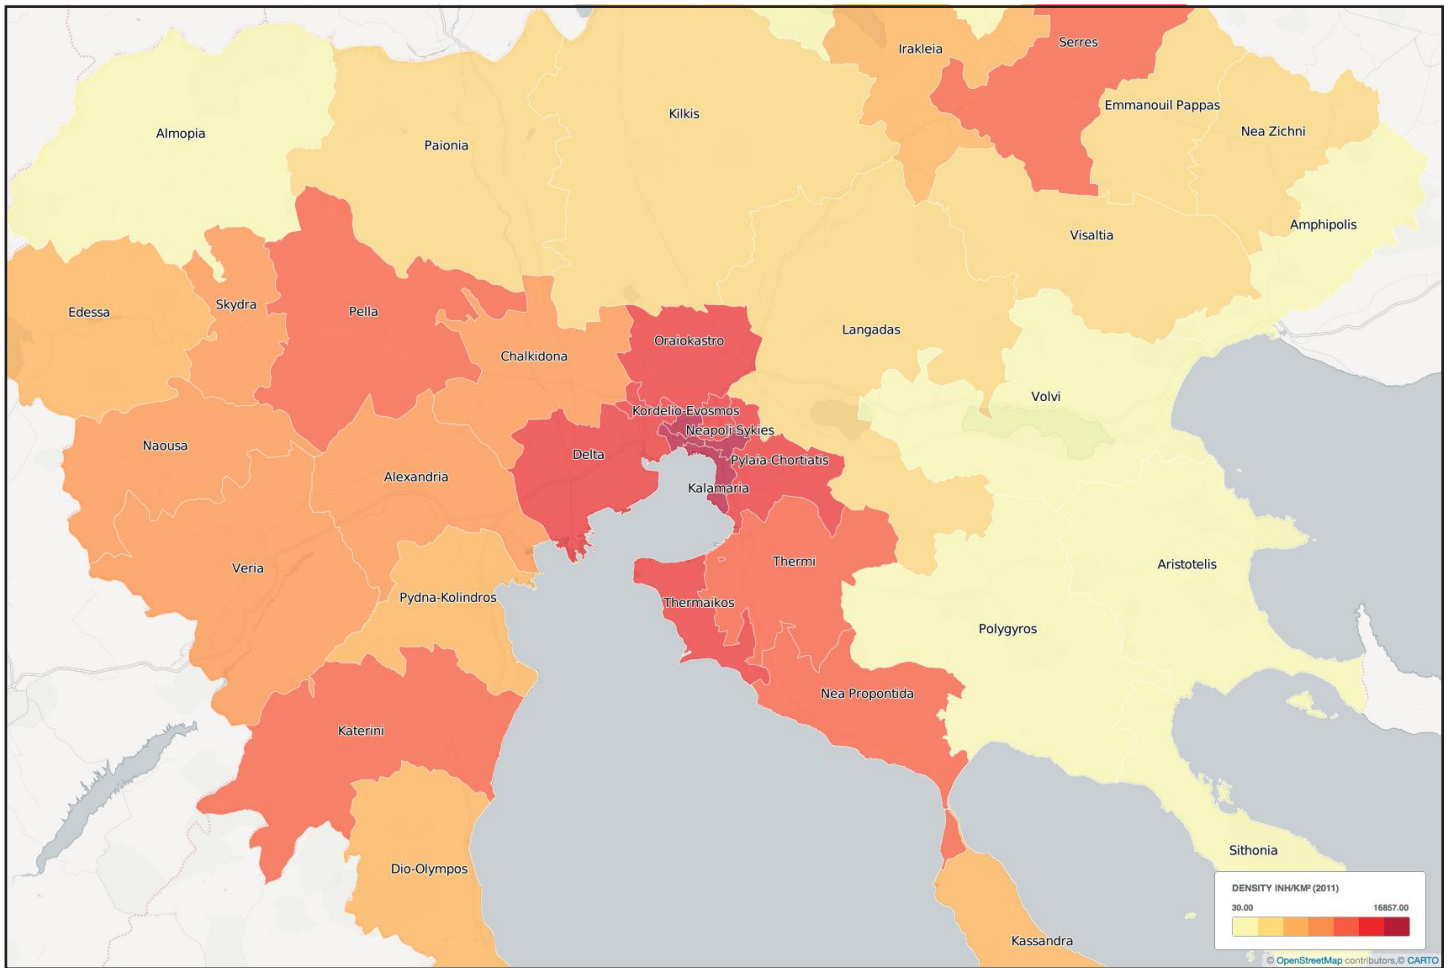 Irakleia
Serres
Kilkis
Emmanouil Pappas
Nea Zichni
Almopia
Paionia
Amphipolis
Visaltia
Skydra
Edessa
Pella
Langadas
Oraiokastro
Chalkidona
Volvi
Kordelio-Evosmos
Neapoli-Sykies
Naousa
Delta
Pylaia-Chortiatis
Alexandria
Kalamaria
Thermi
Aristotelis
Veria
Pydna-Kolindros
Thermaikos
Polygyros
Nea Propontida
Katerini
Sithonia
Dio-Olympos
Kassandra
DENSITY INH/KM² (2011)
30.00 16857.00
© OpenStreetMap contributors,© CARTO